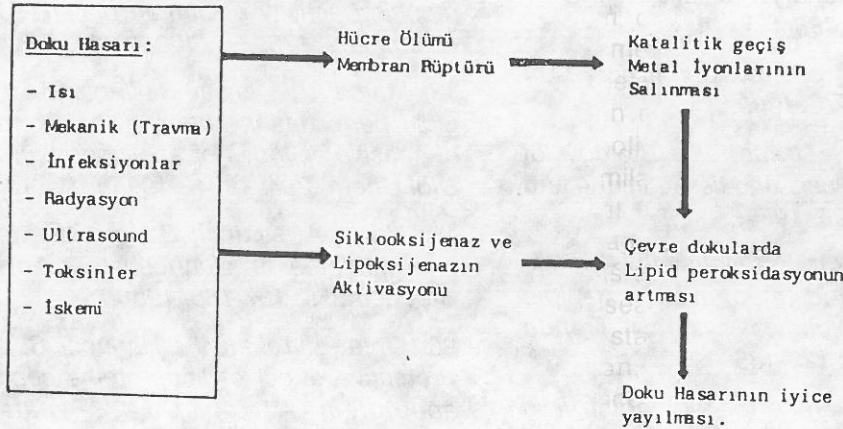 Doku Hasarı :
- Isı
- Mekanik (Travma)
- İnfeksiyonlar
- Radyasyon
- Ultrasound
- Toksinler
- İskemi
Hücre Ölümü
Membran Rüptürü
Katalitik geçiş
Metal İyonlarının
Salınması
Siklooksijenaz ve
Lipoksijenazın
Aktivasyonu
Çevre dokularda
Lipid peroksidasyonun
artması
Doku Hasarının iyice
yayılması.